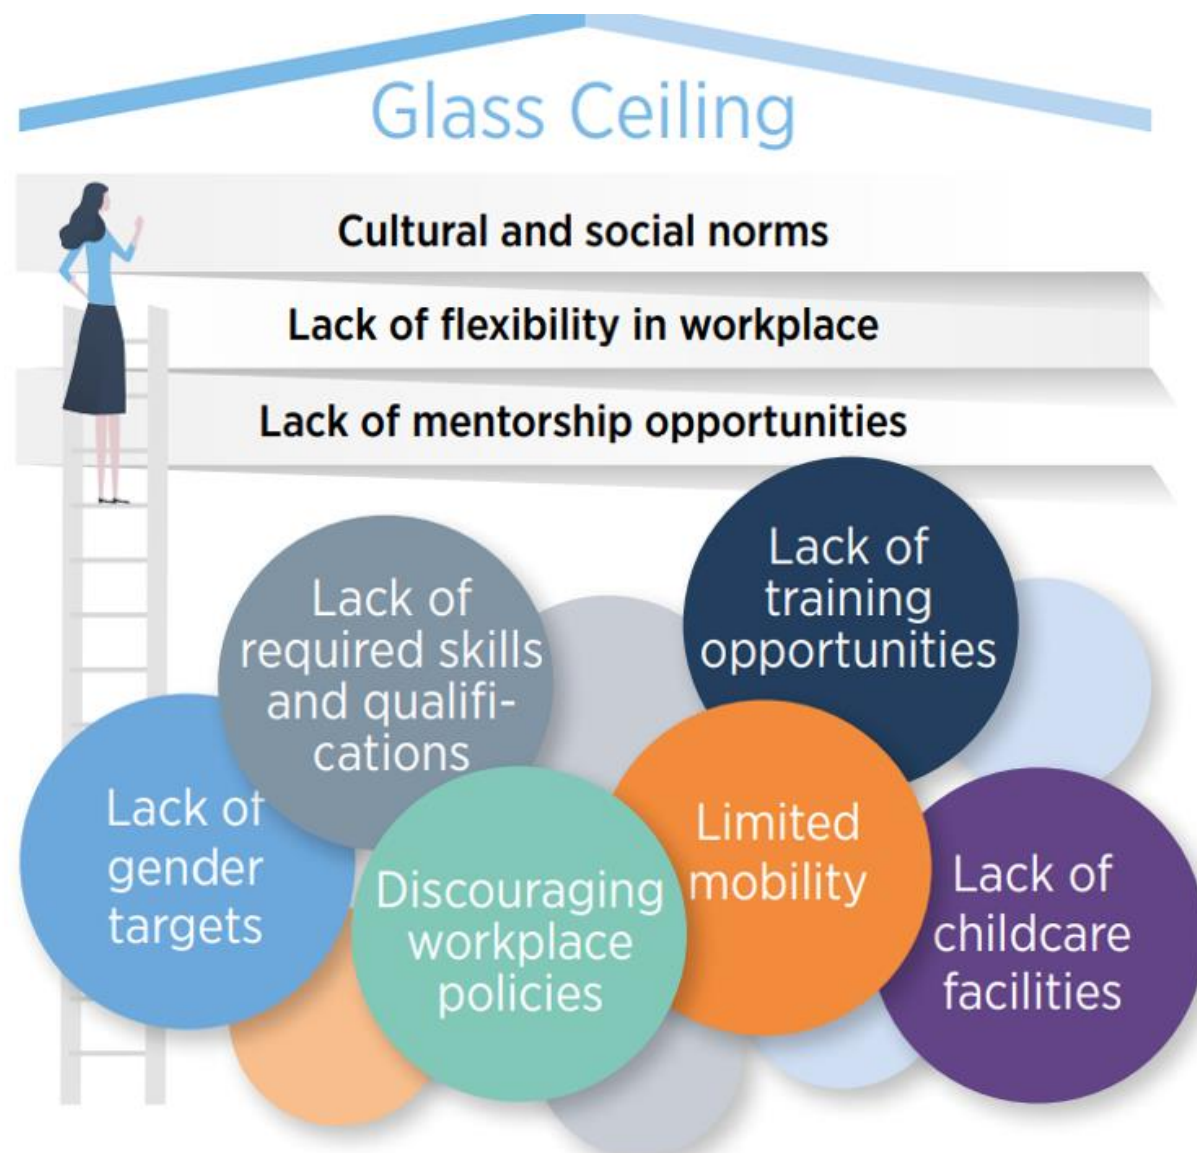 Glass Ceiling
Cultural and social norms
Lack of flexibility in workplace
Lack of mentorship opportunities
Lack of
training
opportunities
Lack of
required skills
and qualifi-
cations
Lack of
gender
targets
Discouraging
workplace
policies
Limited
mobility
Lack of
childcare
facilities